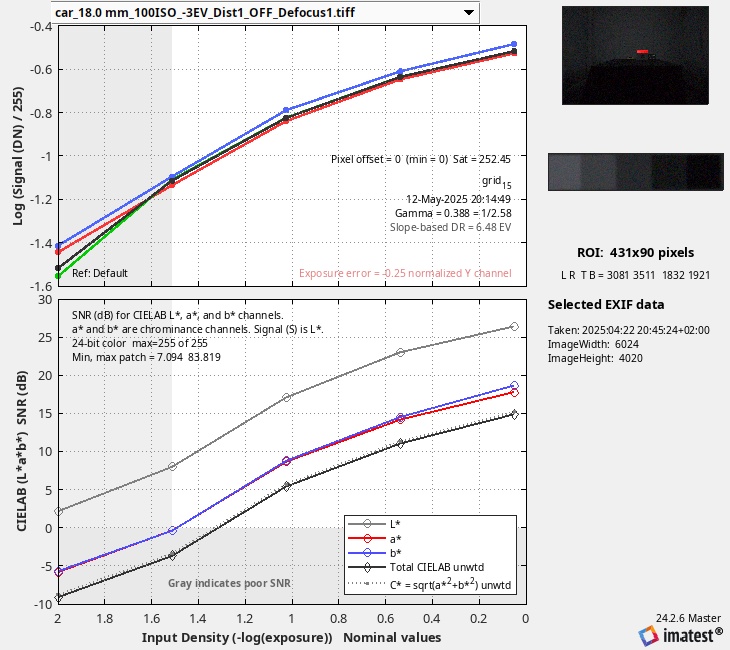 car_18.0 mm_100ISO_-3EV_Dist1_OFF_Defocus1.tiff
-0.4
-0.6
-0.8
-1
-1.2
-1.4
-1.6
Log (Signal (DN) / 255)
Pixel offset = 0 (min = 0) Sat = 252.45
grid15
12-May-2025 20:14:49
Gamma = 0.388 = 1/2.58
Slope-based DR = 6.48 EV
Ref: Default
Exposure error = -0.25 normalized Y channel
ROI: 431x90 pixels
L R T B = 3081 3511 1832 1921
Selected EXIF data
Taken: 2025:04:22 20:45:24+02:00
ImageWidth: 6024
ImageHeight: 4020
30
25
20
15
10
5
0
-5
-10
CIELAB (L*a*b*) SNR (dB)
SNR (dB) for CIELAB L*, a*, and b* channels.
a* and b* are chrominance channels. Signal (S) is L*.
24-bit color max=255 of 255
Min, max patch = 7.094 83.819
L*
a*
b*
Total CIELAB unwtd
C* = sqrt(a*2+b*2) unwtd
Gray indicates poor SNR
2 1.8 1.6 1.4 1.2 1 0.8 0.6 0.4 0.2 0
Input Density (-log(exposure)) Nominal values
24.2.6 Master
imatest®